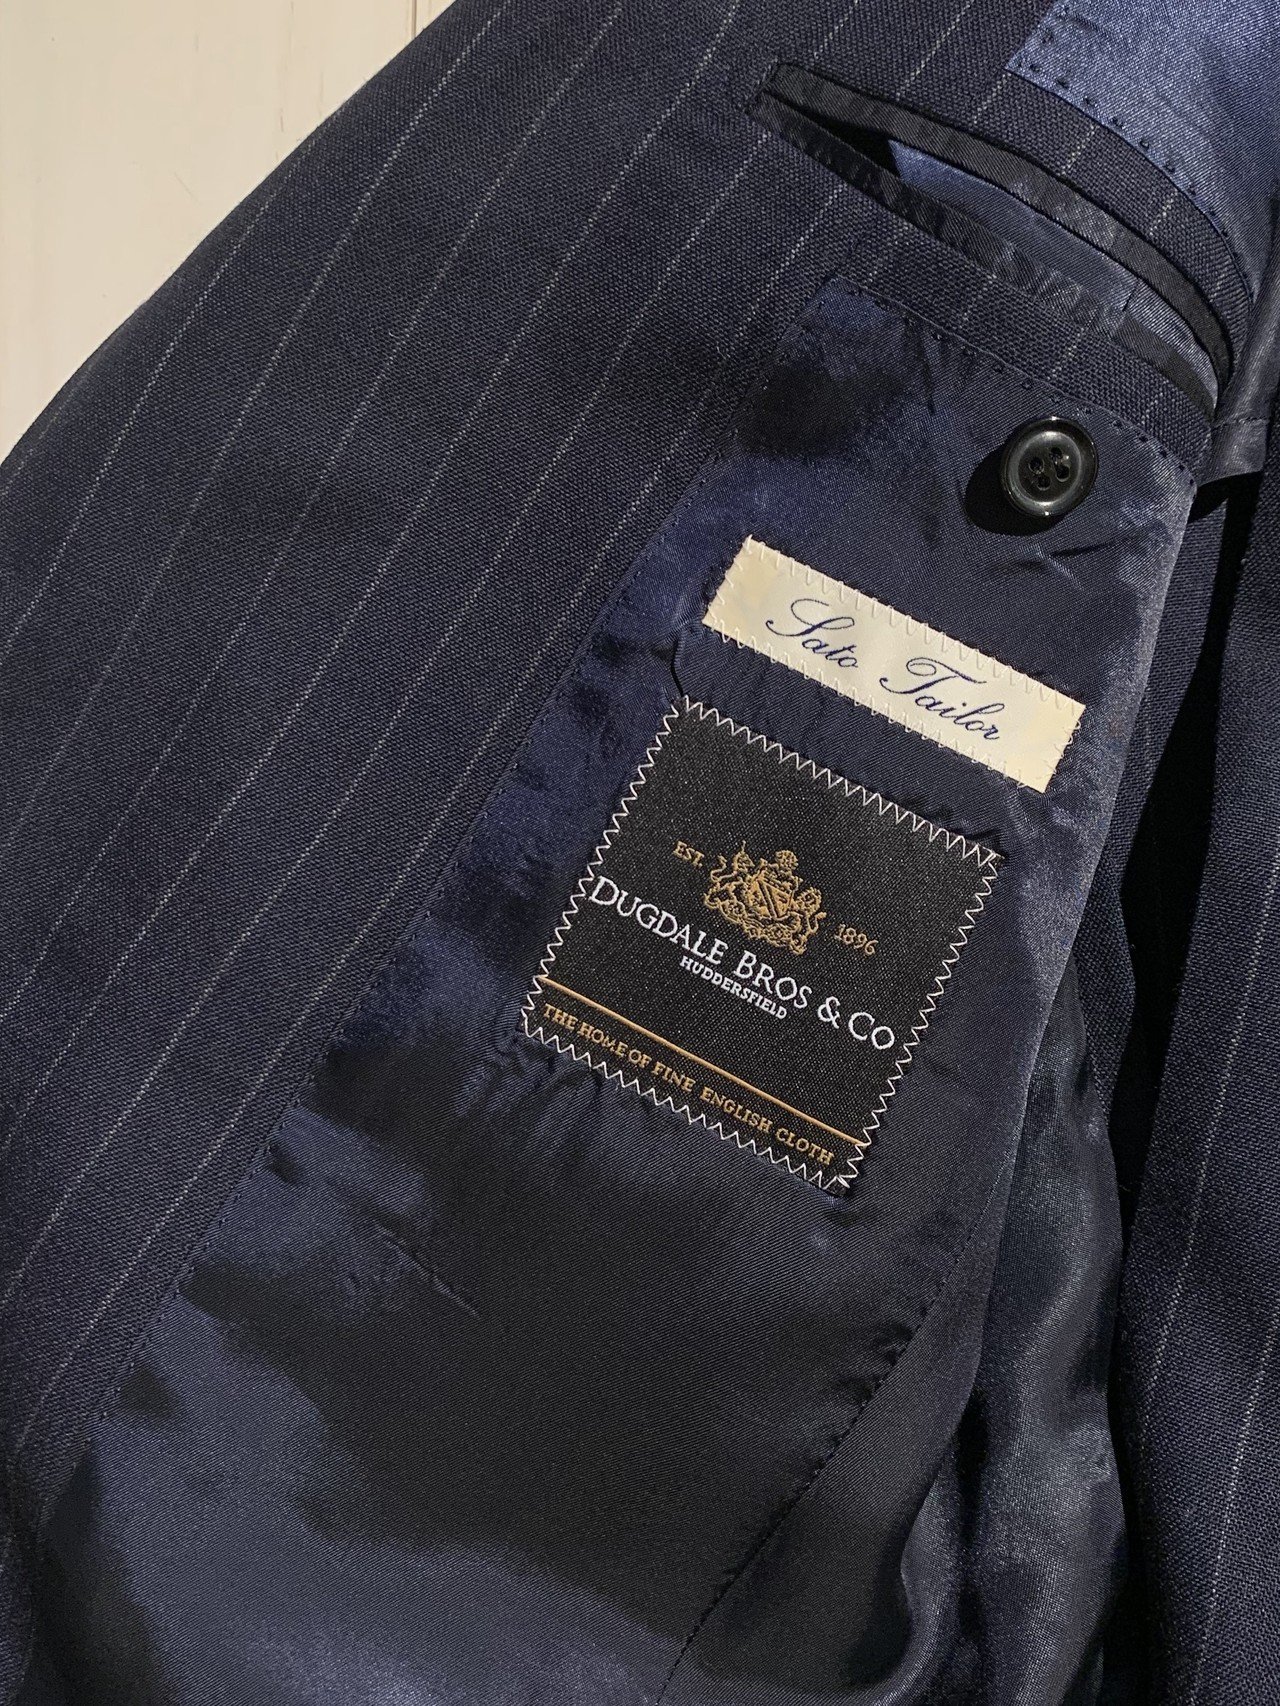 Sato Tailor
EST. 1896
DUGDALE BROS & CO
HUDDERSFIELD
THE HOME OF FINE ENGLISH CLOTH